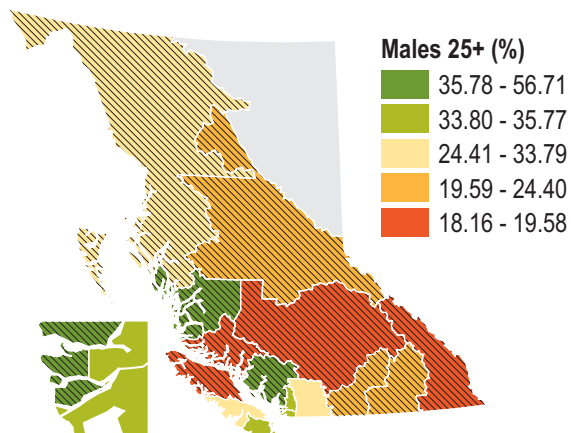 Males 25+ (%)
35.78 - 56.71
33.80 - 35.77
24.41 - 33.79
19.59 - 24.40
18.16 - 19.58